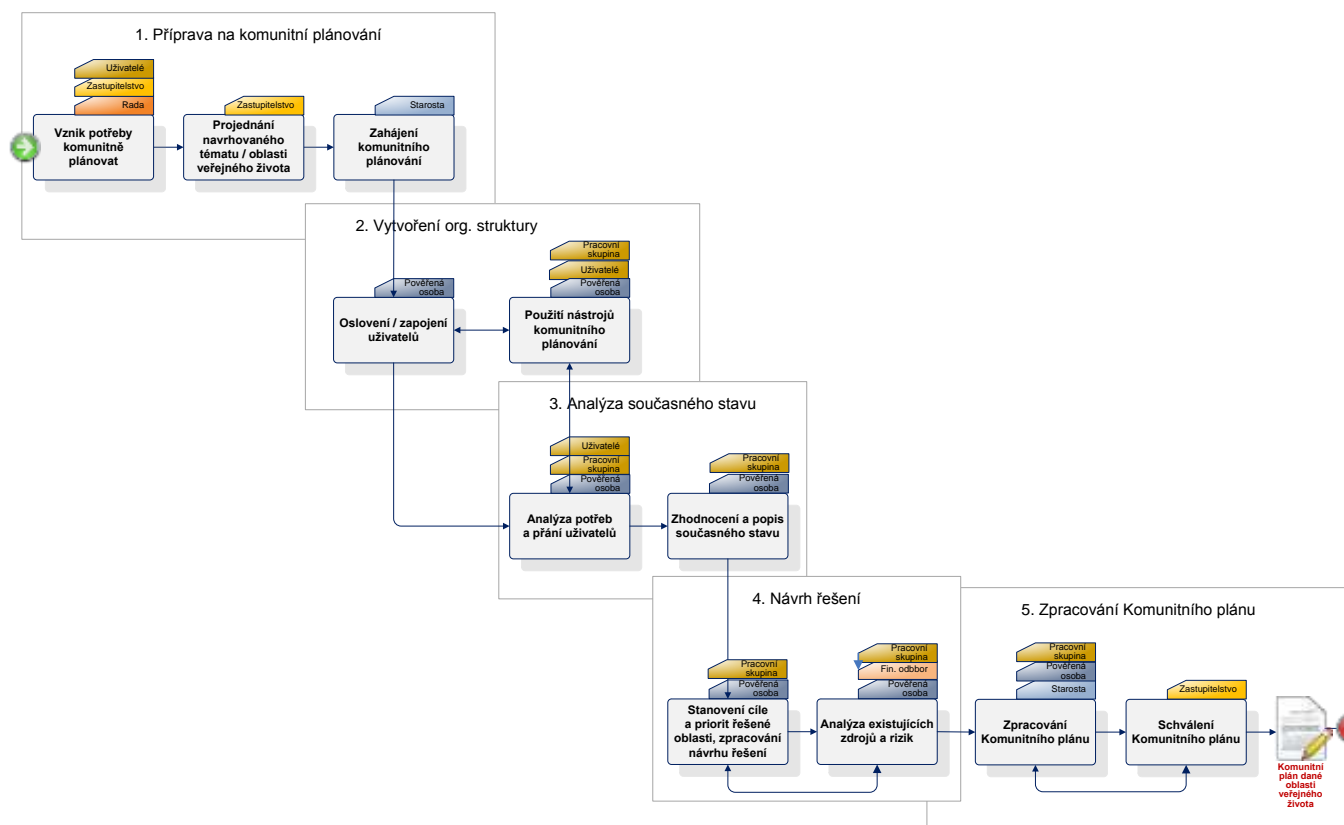 1. Příprava na komunitní plánování
Uživatelé
Zastupitelstvo
Rada
Vznik potřeby
komunitně
plánovat
Zastupitelstvo
Projednání
navrhovaného
tématu / oblasti
veřejného života
Starosta
Zahájení
komunitního
plánování
2. Vytvoření org. struktury
Pověřená
osoba
Oslovení / zapojení
uživatelů
Pracovní
skupina
Uživatelé
Pověřená
osoba
Použití nástrojů
komunitního
plánování
3. Analýza současného stavu
Uživatelé
Pracovní
skupina
Pověřená
osoba
Analýza potřeb
a přání uživatelů
Pracovní
skupina
Pověřená
osoba
Zhodnocení a popis
současného stavu
4. Návrh řešení
Pracovní
skupina
Pověřená
osoba
Stanovení cíle
a priorit řešené
oblasti, zpracování
návrhu řešení
Pracovní
skupina
Fin. odbbor
Pověřená
osoba
Analýza existujících
zdrojů a rizik
5. Zpracování Komunitního plánu
Pracovní
skupina
Pověřená
osoba
Starosta
Zpracování
Komunitního plánu
Zastupitelstvo
Schválení
Komunitního plánu
Komunitní
plán dané
oblasti
veřejného
života